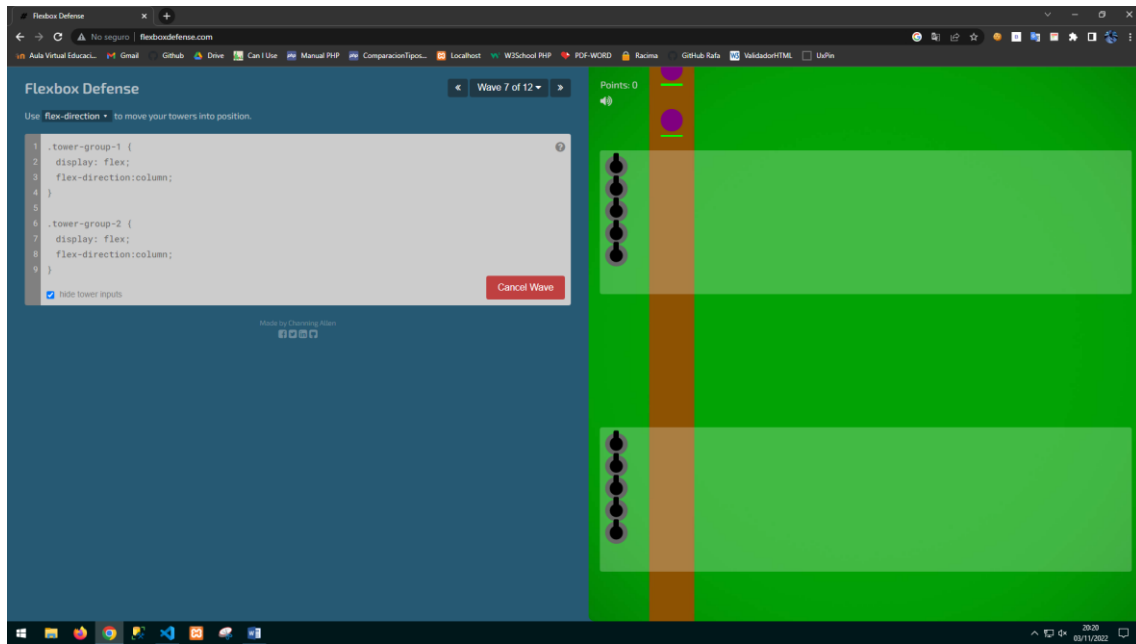 Flexbox Defense
No seguro | flexboxdefense.com
Aula Virtual Educaci... Gmail Github Drive Can I Use Manual PHP ComparacionTipos... Localhost W3School PHP PDF-WORD Racima GitHub Rafa ValidadorHTML UxPin
Flexbox Defense
« Wave 7 of 12 »
Use flex-direction to move your towers into position.
1 .tower-group-1 {
2 display: flex;
3 flex-direction:column;
4 }
5
6 .tower-group-2 {
7 display: flex;
8 flex-direction:column;
9 }
hide tower inputs
Cancel Wave
Made by Channing Allen
Points: 0
20:20
03/11/2022